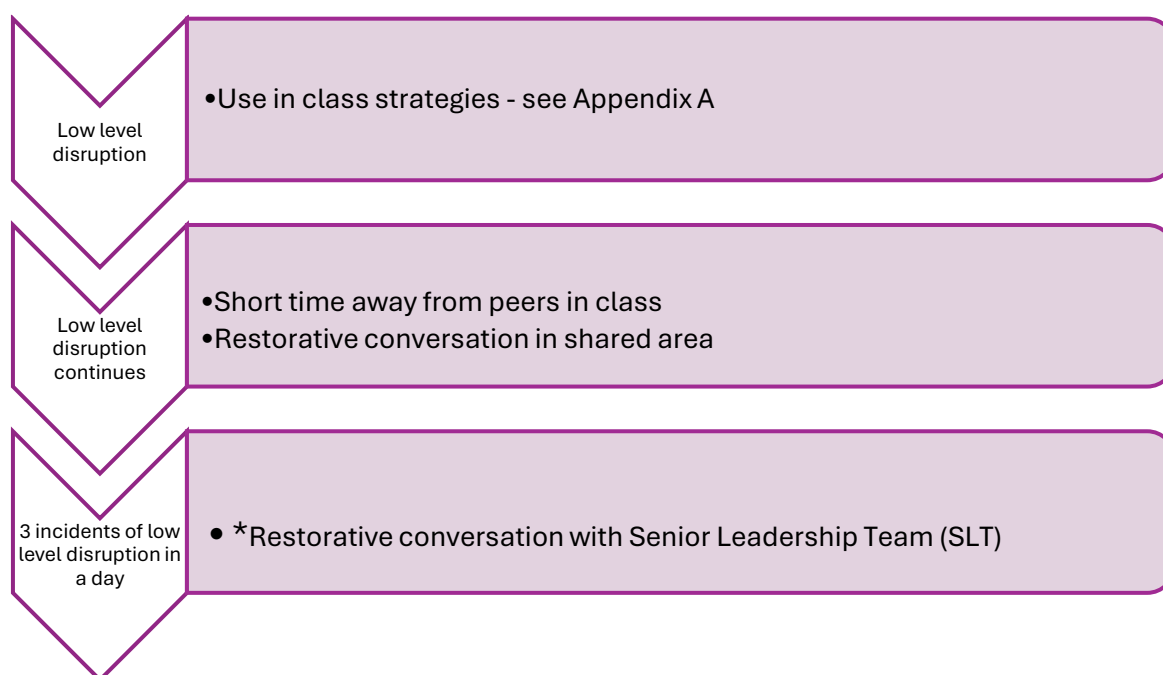 Low level
disruption
•Use in class strategies - see Appendix A
Low level
disruption
continues
•Short time away from peers in class
•Restorative conversation in shared area
3 incidents of low
level disruption in
a day
• *Restorative conversation with Senior Leadership Team (SLT)